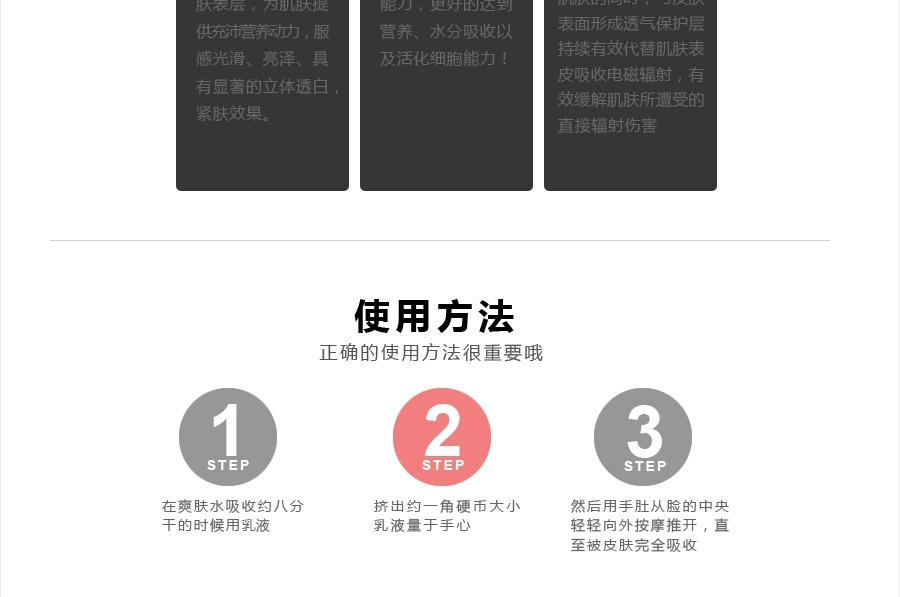 肤表层，为肌肤提
供充沛营养动力，服
感光滑、亮泽、具
有显著的立体透白，
紧肤效果。
能力，更好的达到
营养、水分吸收以
及活化细胞能力！
肌肤的同时，与皮肤
表面形成透气保护层
持续有效代替肌肤表
皮吸收电磁辐射，有
效缓解肌肤所遭受的
直接辐射伤害
使用方法
正确的使用方法很重要哦
1
STEP
在爽肤水吸收约八分
干的时候用乳液
2
STEP
挤出约一角硬币大小
乳液量于手心
3
STEP
然后用手肚从脸的中央
轻轻向外按摩推开，直
至被皮肤完全吸收